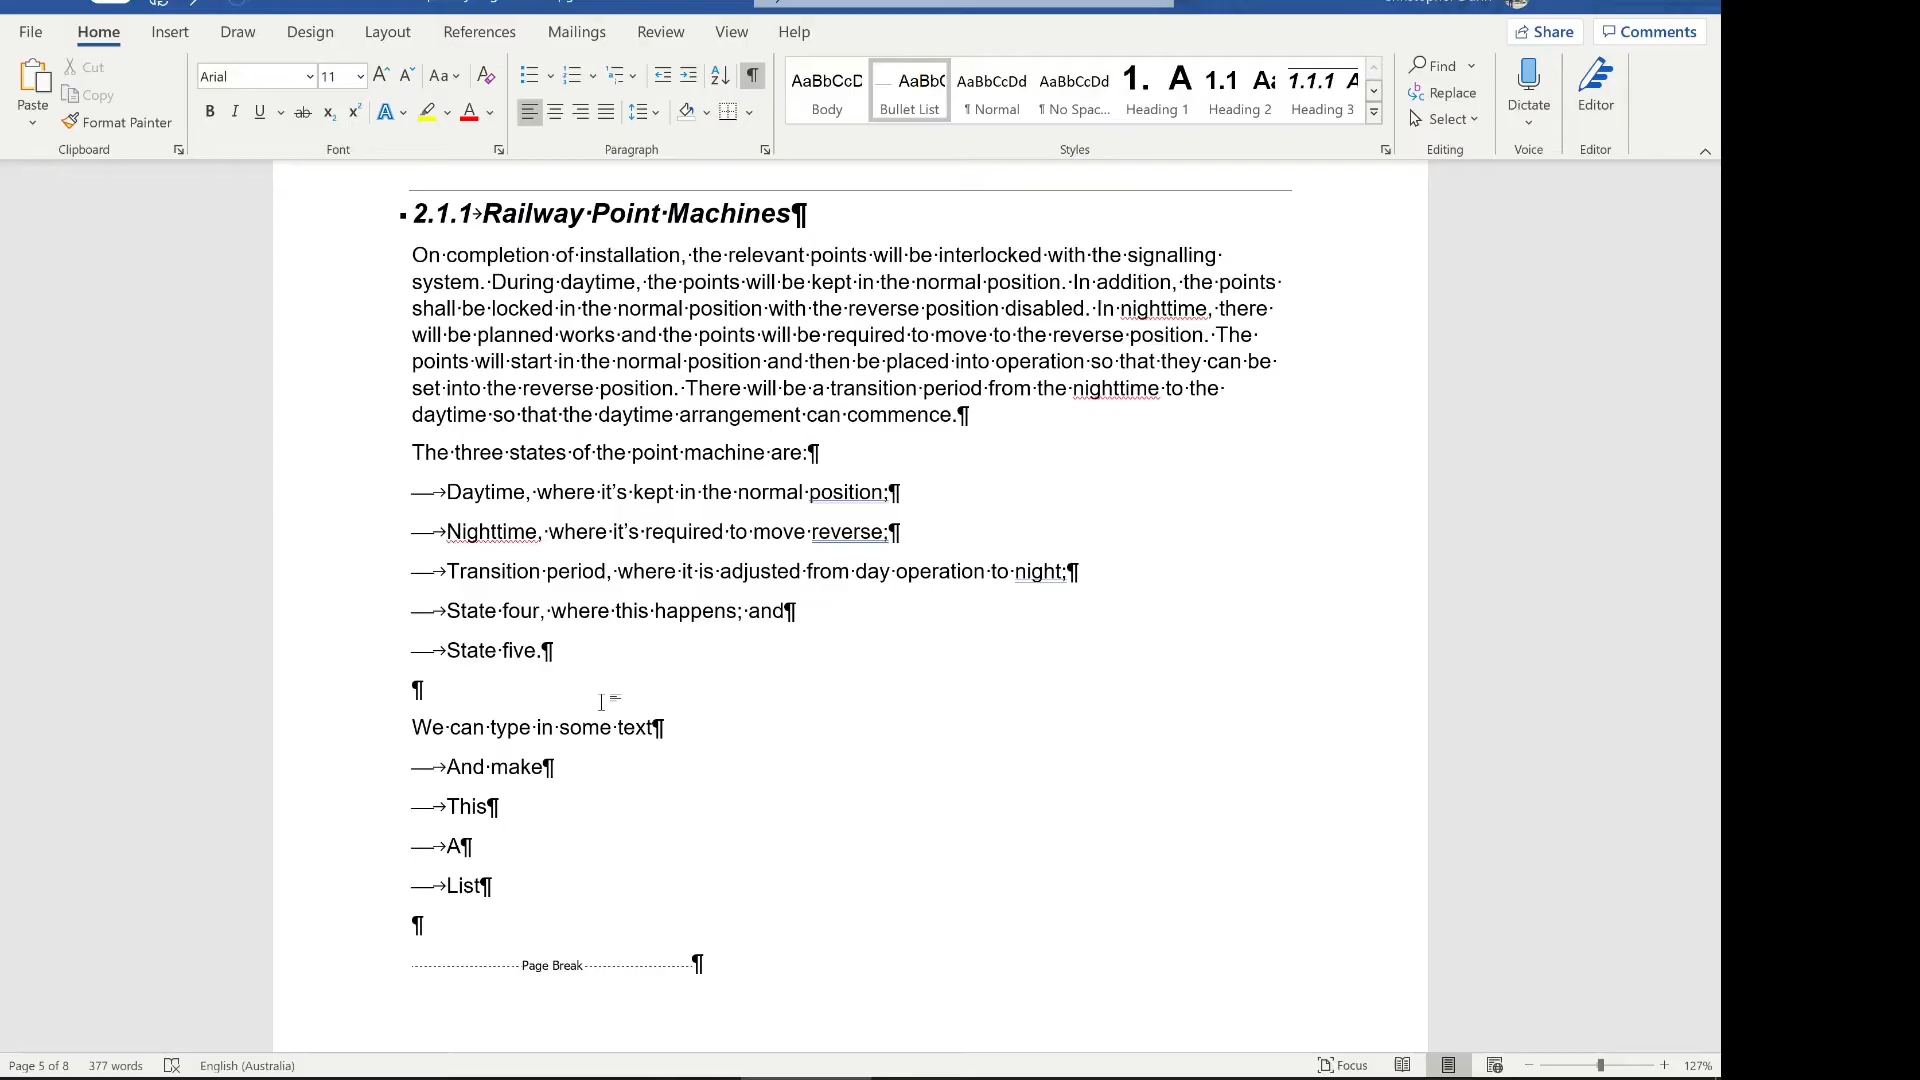 File Home Insert Draw Design Layout References Mailings Review View Help Share Comments
Paste Cut Copy Format Painter
Arial 11
AaBbCcD AaBbC AaBbCcDd AaBbCcDd 1. A 1.1 Aa 1.1.1 A
Body Bullet List ¶ Normal ¶ No Spac... Heading 1 Heading 2 Heading 3
Find Replace Select
Dictate
Editor
Clipboard Font Paragraph Styles Editing Voice Editor
2.1.1 Railway Point Machines¶
On completion of installation, the relevant points will be interlocked with the signalling
system. During daytime, the points will be kept in the normal position. In addition, the points
shall be locked in the normal position with the reverse position disabled. In nighttime, there
will be planned works and the points will be required to move to the reverse position. The
points will start in the normal position and then be placed into operation so that they can be
set into the reverse position. There will be a transition period from the nighttime to the
daytime so that the daytime arrangement can commence.¶
The three states of the point machine are:¶
—→Daytime, where it’s kept in the normal position;¶
—→Nighttime, where it’s required to move reverse;¶
—→Transition period, where it is adjusted from day operation to night;¶
—→State four, where this happens; and¶
—→State five.¶
¶
We can type in some text¶
—→And make¶
—→This¶
—→A¶
—→List¶
¶
Page Break¶
Page 5 of 8 377 words English (Australia) Focus 127%